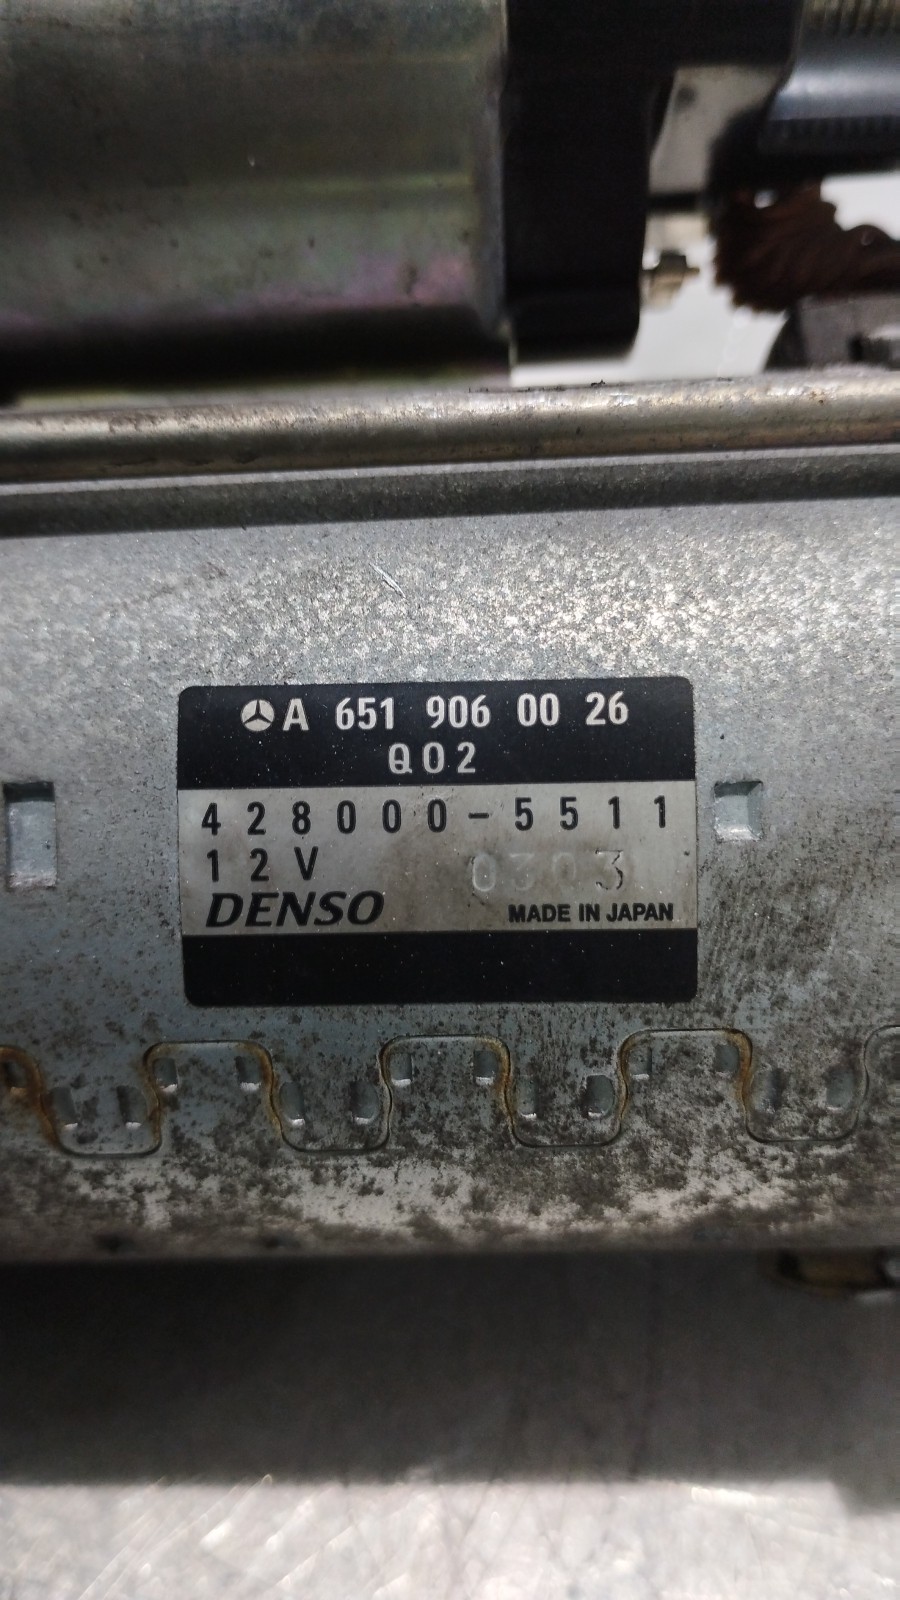 A 651 906 00 26
Q02
428000-5511
12V 0303
DENSO MADE IN JAPAN